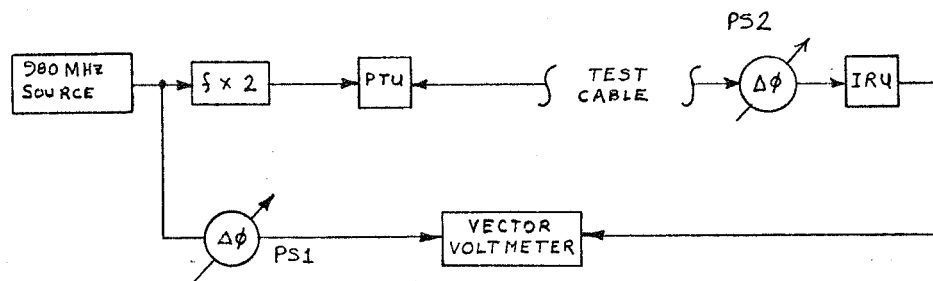 PS2
980 MHZ
SOURCE
f x 2
PTU
TEST
CABLE
Δϕ
IRU
Δϕ
PS1
VECTOR
VOLTMETER